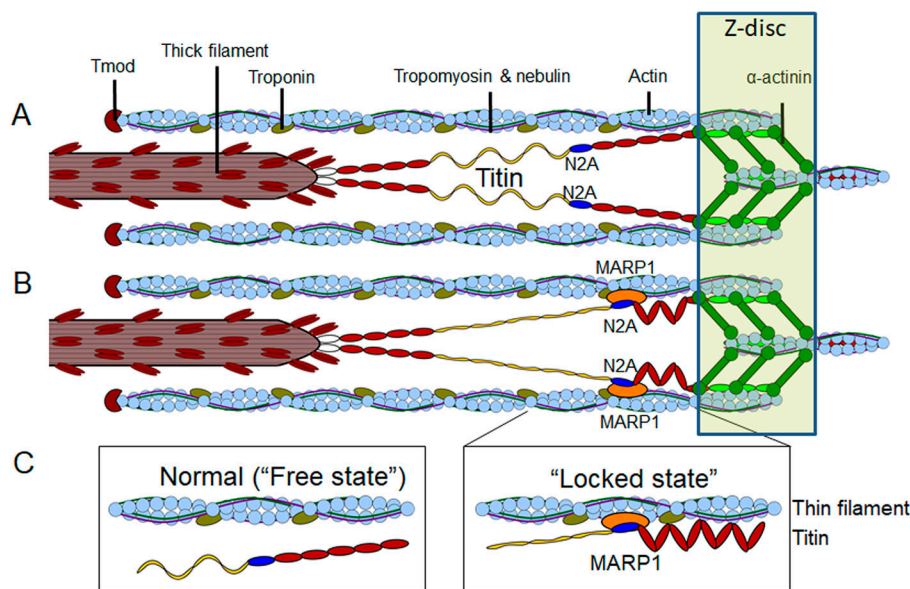 Z-disc
Thick filament
Tmod
Troponin
Tropomyosin & nebulin
Actin
α-actinin
A
N2A
Titin
N2A
B
MARP1
N2A
N2A
MARP1
C
Normal ("Free state")
"Locked state"
Thin filament
Titin
MARP1